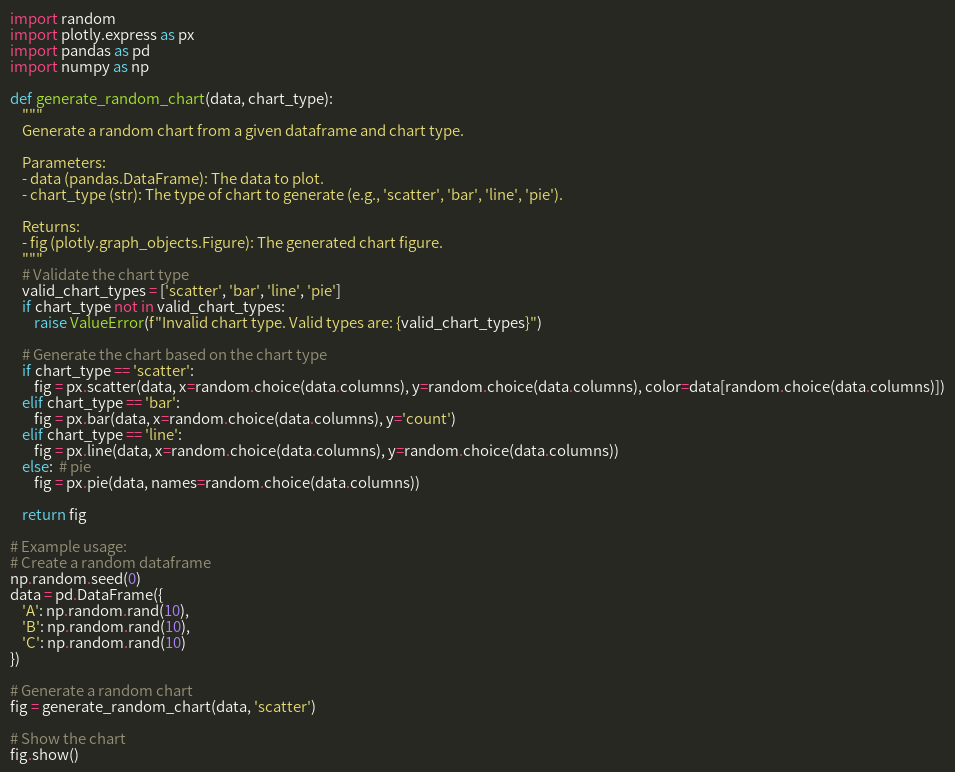 import random
import plotly.express as px
import pandas as pd
import numpy as np

def generate_random_chart(data, chart_type):
    """
    Generate a random chart from a given dataframe and chart type.

    Parameters:
    - data (pandas.DataFrame): The data to plot.
    - chart_type (str): The type of chart to generate (e.g., 'scatter', 'bar', 'line', 'pie').

    Returns:
    - fig (plotly.graph_objects.Figure): The generated chart figure.
    """
    # Validate the chart type
    valid_chart_types = ['scatter', 'bar', 'line', 'pie']
    if chart_type not in valid_chart_types:
        raise ValueError(f"Invalid chart type. Valid types are: {valid_chart_types}")

    # Generate the chart based on the chart type
    if chart_type == 'scatter':
        fig = px.scatter(data, x=random.choice(data.columns), y=random.choice(data.columns), color=data[random.choice(data.columns)])
    elif chart_type == 'bar':
        fig = px.bar(data, x=random.choice(data.columns), y='count')
    elif chart_type == 'line':
        fig = px.line(data, x=random.choice(data.columns), y=random.choice(data.columns))
    else:  # pie
        fig = px.pie(data, names=random.choice(data.columns))

    return fig

# Example usage:
# Create a random dataframe
np.random.seed(0)
data = pd.DataFrame({
    'A': np.random.rand(10),
    'B': np.random.rand(10),
    'C': np.random.rand(10)
})

# Generate a random chart
fig = generate_random_chart(data, 'scatter')

# Show the chart
fig.show()